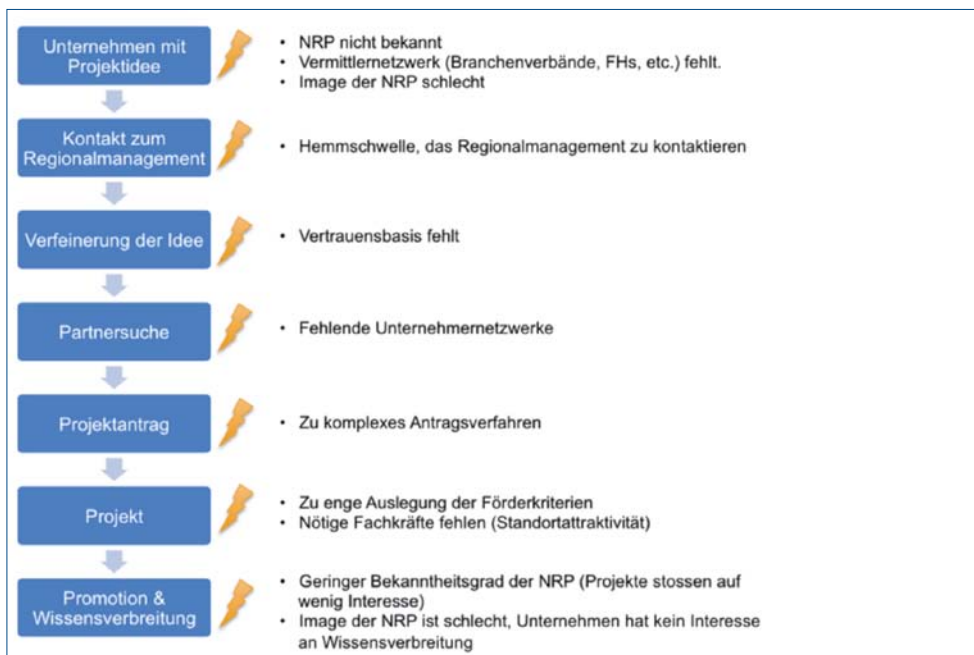 Unternehmen mit
Projektidee
• NRP nicht bekannt
• Vermittlernetzwerk (Branchenverbände, FHs, etc.) fehlt.
• Image der NRP schlecht
Kontakt zum
Regionalmanagement
• Hemmschwelle, das Regionalmanagement zu kontaktieren
Verfeinerung der Idee
• Vertrauensbasis fehlt
Partnersuche
• Fehlende Unternehmernetzwerke
Projektantrag
• Zu komplexes Antragsverfahren
Projekt
• Zu enge Auslegung der Förderkriterien
• Nötige Fachkräfte fehlen (Standortattraktivität)
Promotion &
Wissensverbreitung
• Geringer Bekanntheitsgrad der NRP (Projekte stossen auf
wenig Interesse)
• Image der NRP ist schlecht, Unternehmen hat kein Interesse
an Wissensverbreitung